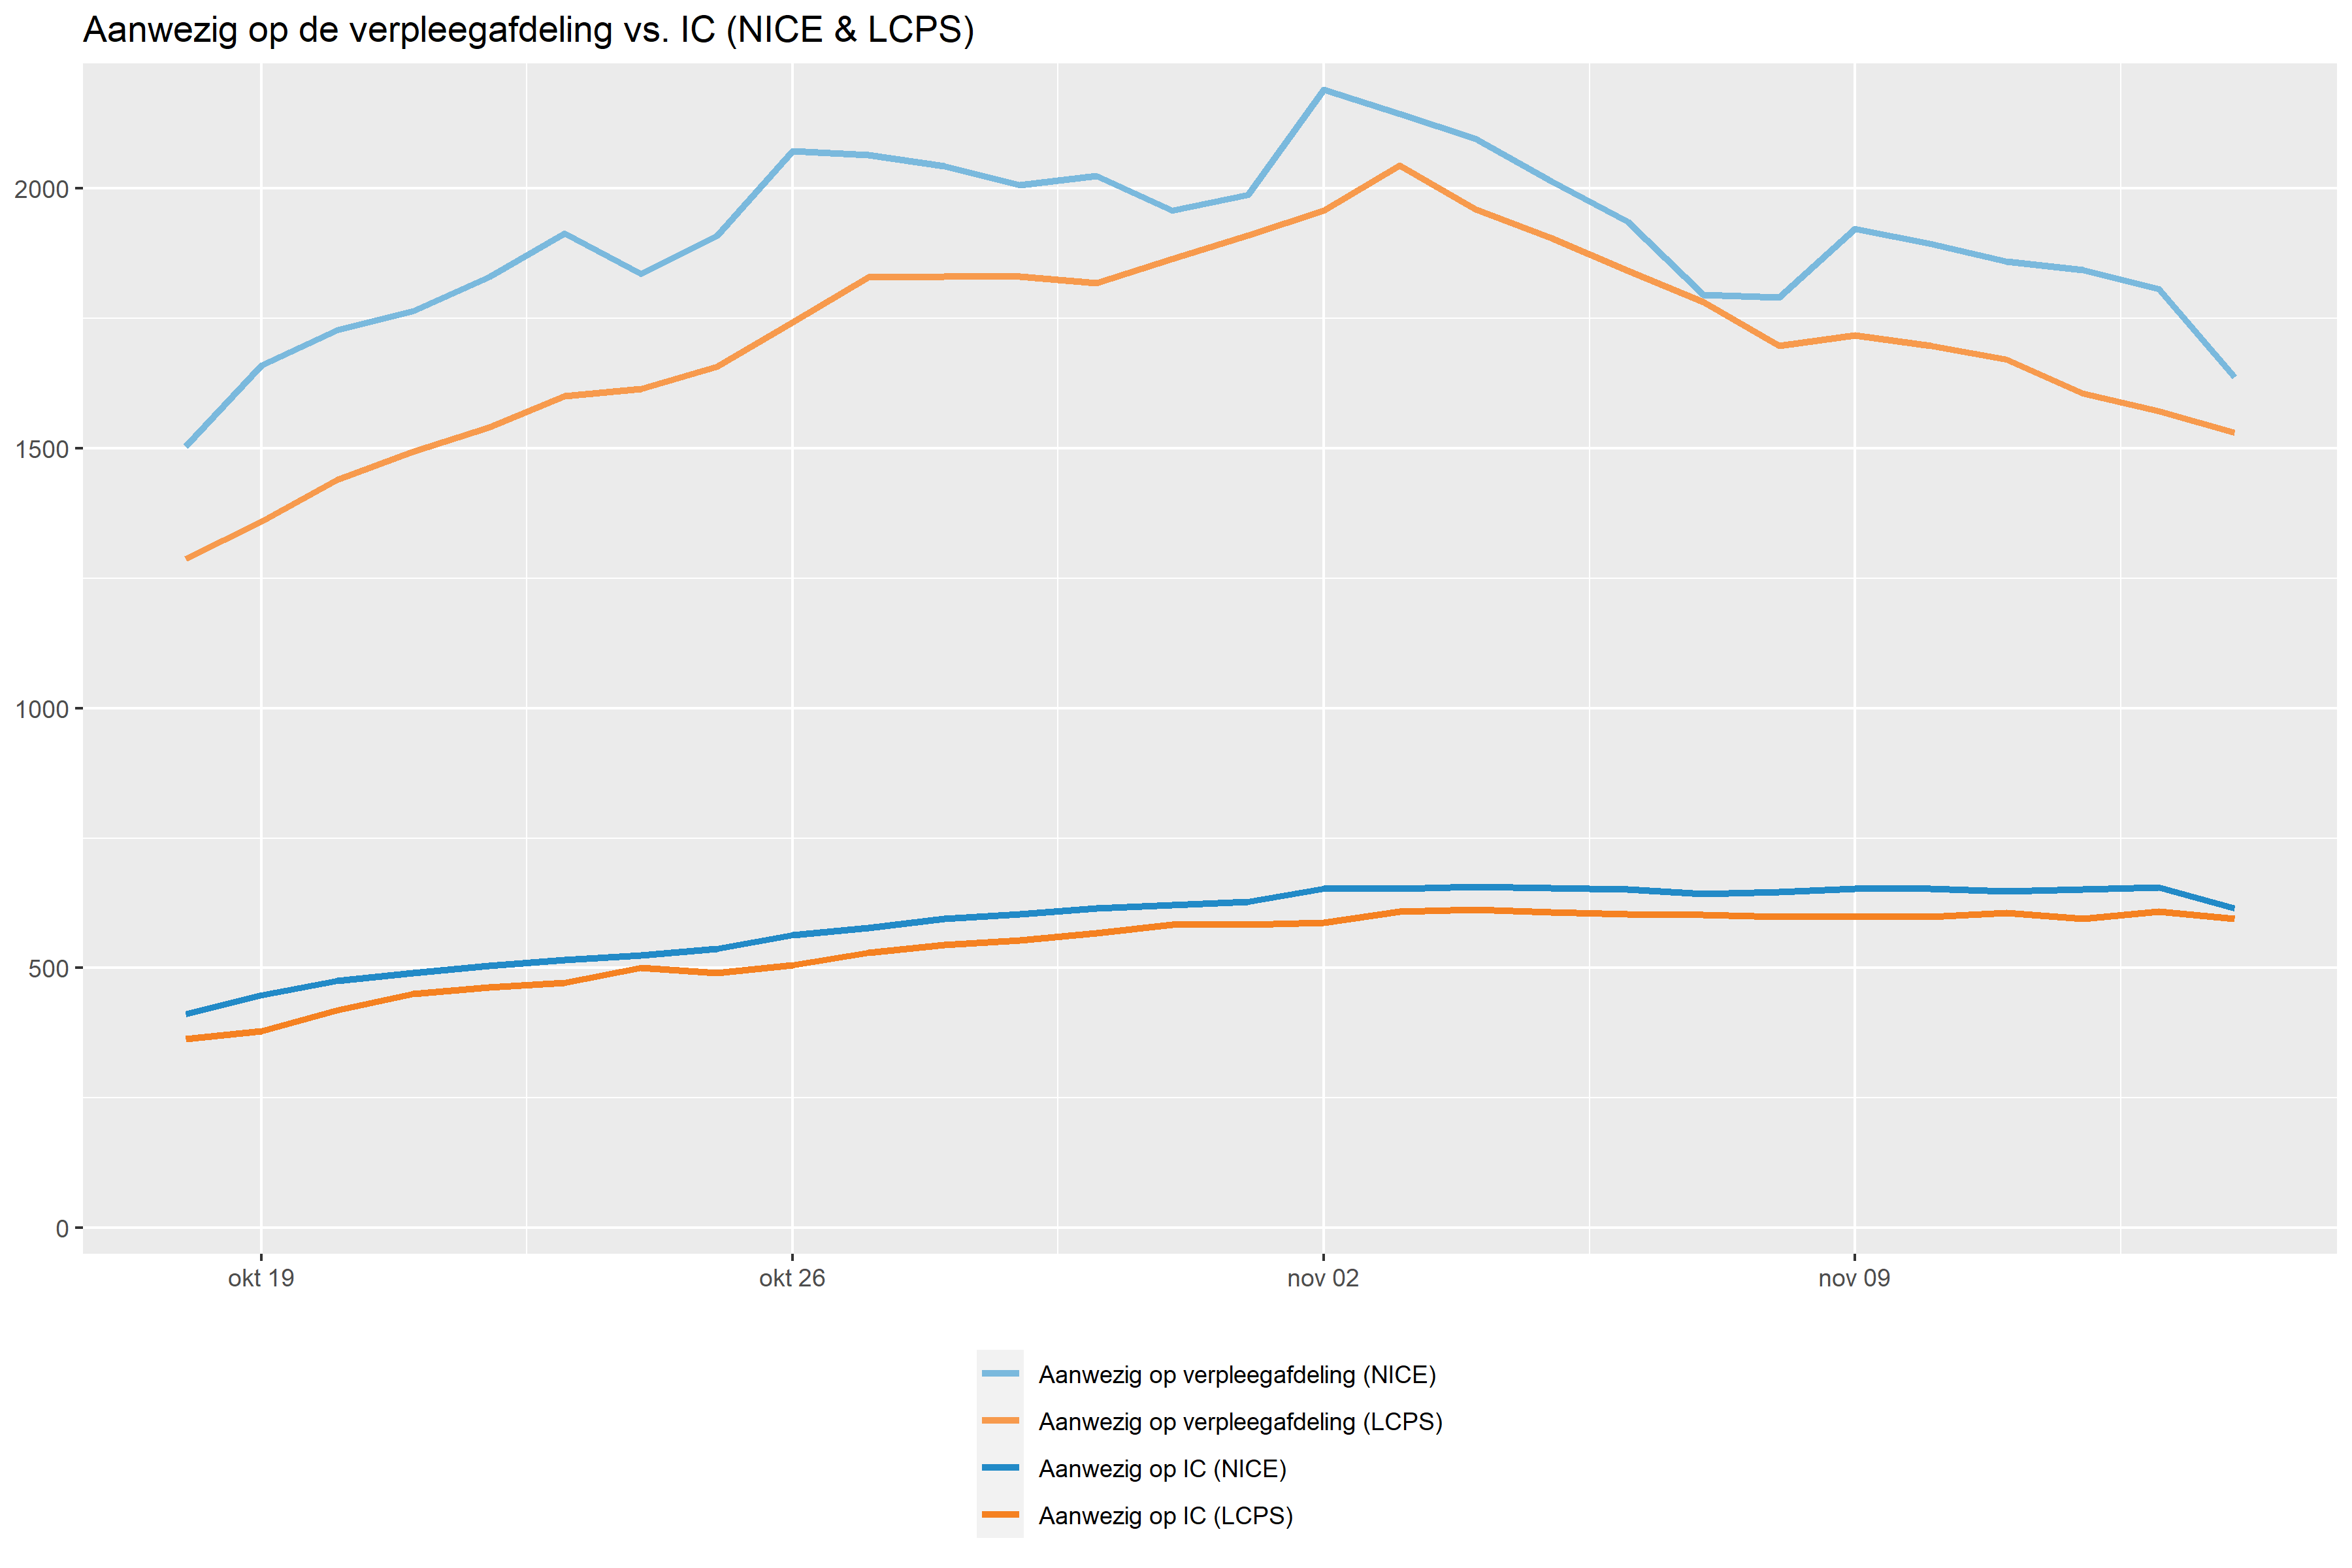 Aanwezig op de verpleegafdeling vs. IC (NICE & LCPS)
2000
1500
1000
500
0
okt 19 okt 26 nov 02 nov 09
Aanwezig op verpleegafdeling (NICE)
Aanwezig op verpleegafdeling (LCPS)
Aanwezig op IC (NICE)
Aanwezig op IC (LCPS)